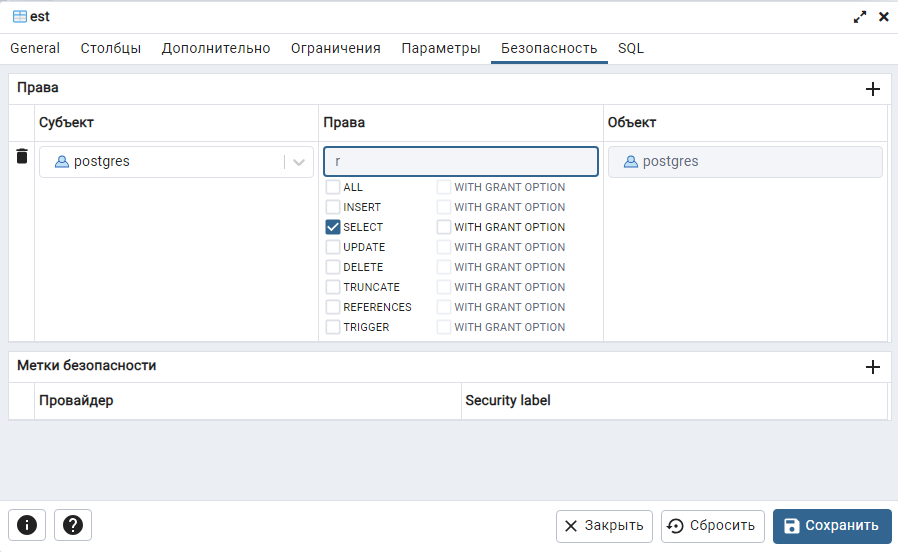 est
General Столбцы Дополнительно Ограничения Параметры Безопасность SQL
Права
Субъект Права Объект
postgres r postgres
ALL WITH GRANT OPTION
INSERT WITH GRANT OPTION
SELECT WITH GRANT OPTION
UPDATE WITH GRANT OPTION
DELETE WITH GRANT OPTION
TRUNCATE WITH GRANT OPTION
REFERENCES WITH GRANT OPTION
TRIGGER WITH GRANT OPTION
Метки безопасности
Провайдер Security label
Закрыть Сбросить Сохранить